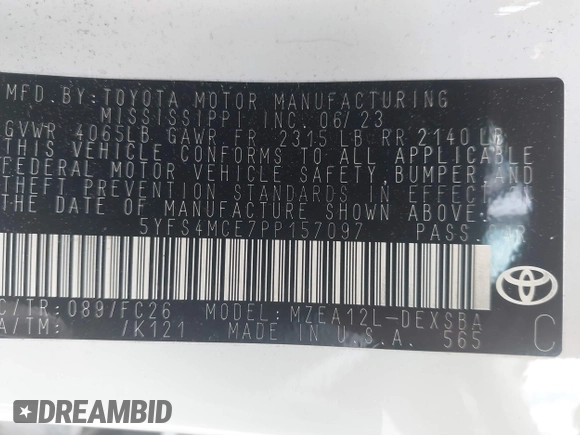 MFD. BY: TOYOTA MOTOR MANUFACTURING
MISSISSIPPI INC. 06/23
GVWR 4065LB GAWR FR 2315 LB RR 2140 LB
THIS VEHICLE CONFORMS TO ALL APPLICABLE
FEDERAL MOTOR VEHICLE SAFETY, BUMPER, AND
THEFT PREVENTION STANDARDS IN EFFECT ON
THE DATE OF MANUFACTURE SHOWN ABOVE.
5YFS4MCE7PP157097 PASS. CAR
C/TR: 089/FC26 MODEL: MZEA12L-DEXSBA
A/TM: /K121 MADE IN U.S.A. 565
C
DREAMBID